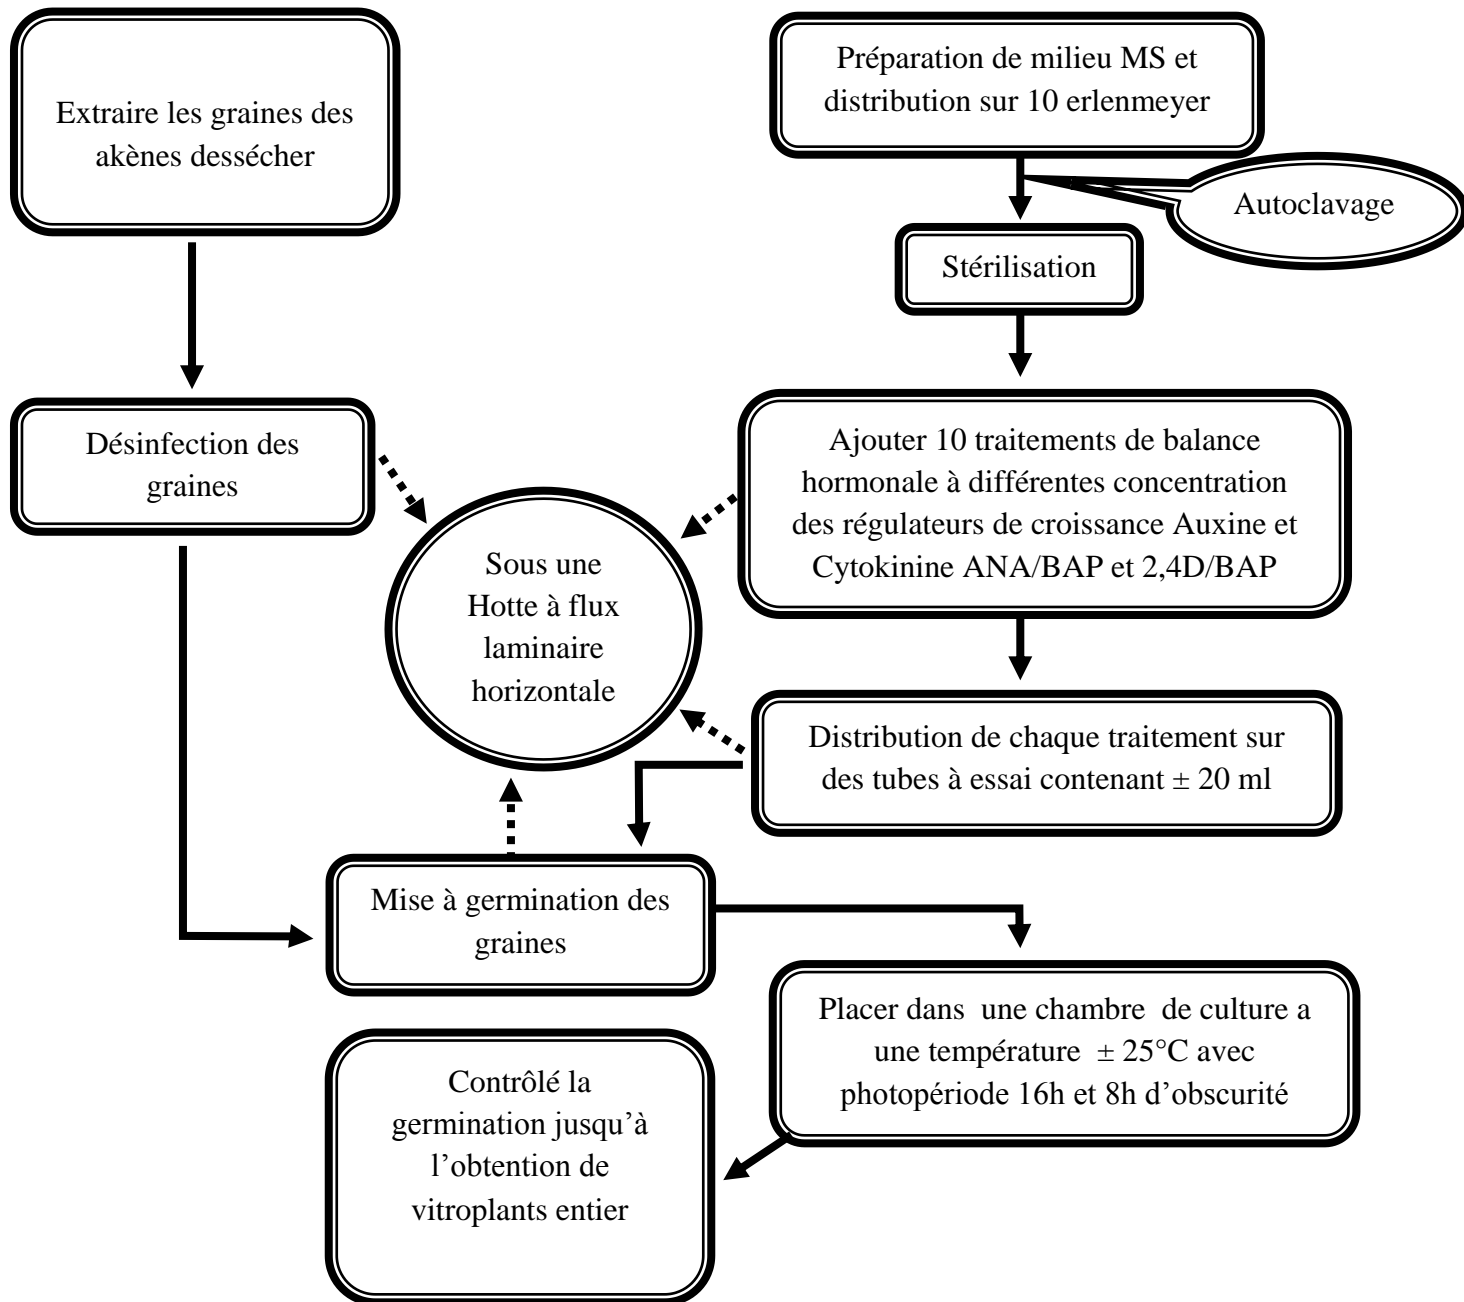 Extraire les graines des
akènes dessécher
Préparation de milieu MS et
distribution sur 10 erlenmeyer
Autoclavage
Stérilisation
Désinfection des
graines
Ajouter 10 traitements de balance
hormonale à différentes concentration
des régulateurs de croissance Auxine et
Cytokinine ANA/BAP et 2,4D/BAP
Sous une
Hotte à flux
laminaire
horizontale
Distribution de chaque traitement sur
des tubes à essai contenant ± 20 ml
Mise à germination des
graines
Placer dans  une chambre  de culture a
une température  ± 25°C avec
photopériode 16h et 8h d’obscurité
Contrôlé la
germination jusqu’à
l’obtention de
vitroplants entier